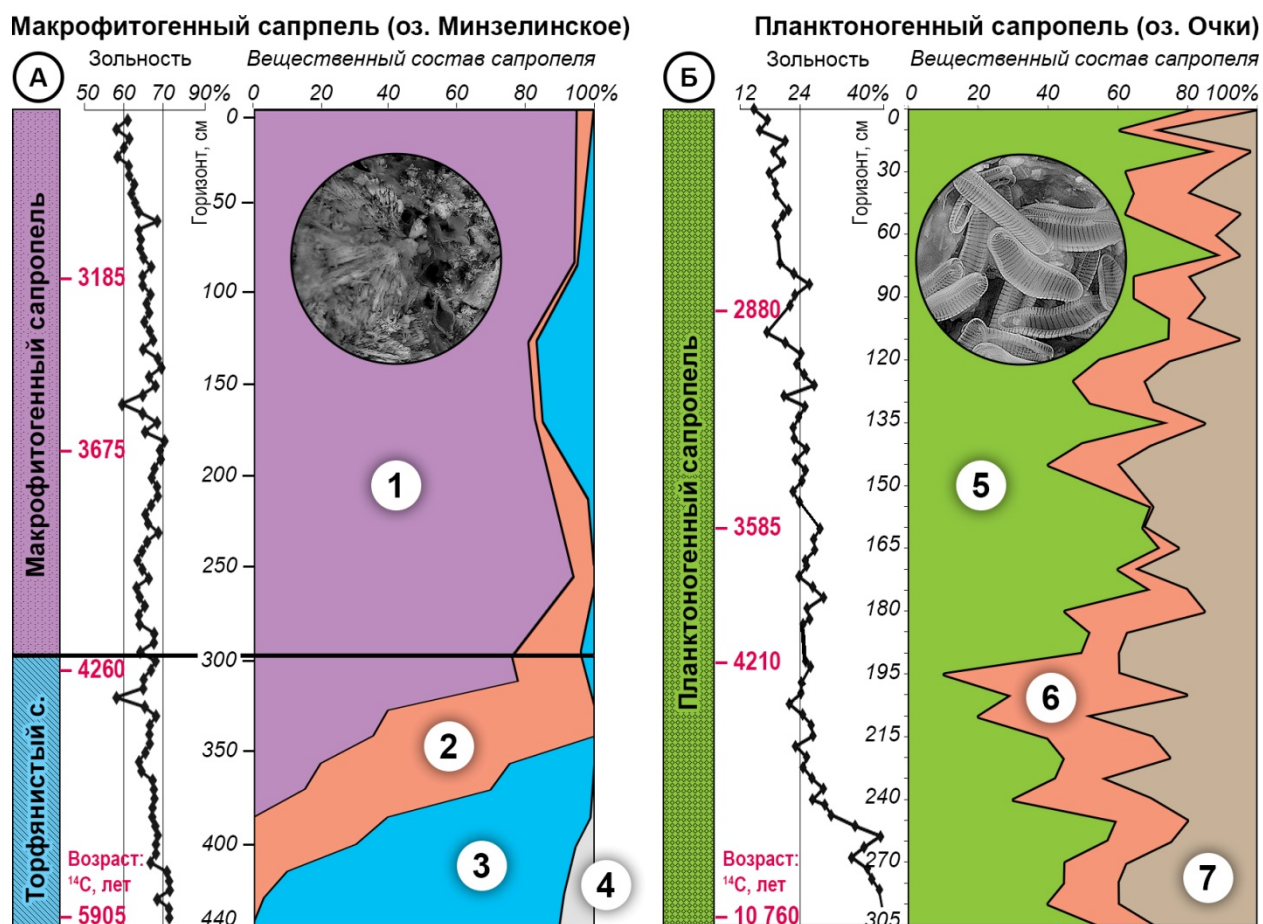 Макрофитогенный сапрпель (оз. Минзелинское)
А
Зольность
Вещественный состав сапропеля
50 60 70 80 90%
0 20 40 60 80 100%
Горизонт, см
0
50
100
150
200
250
300
350
400
440
Макрофитогенный сапропель
Торфянистый с.
3185
3675
4260
Возраст:
¹⁴С, лет
5905
1
2
3
4
Планктоногенный сапропель (оз. Очки)
Б
Зольность
Вещественный состав сапропеля
12 24 40%
0 20 40 60 80 100%
Горизонт, см
0
30
60
90
120
135
150
165
180
195
215
240
270
305
Планктоногенный сапропель
2880
3585
4210
Возраст:
¹⁴С, лет
10 760
5
6
7